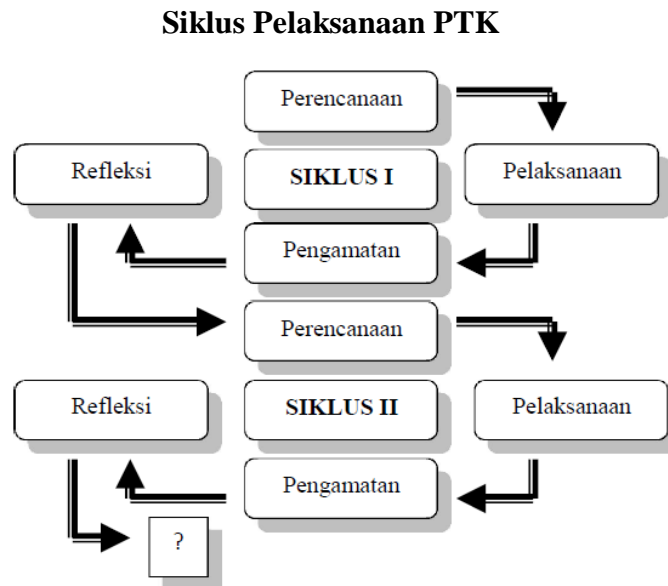 Siklus Pelaksanaan PTK
Perencanaan
Refleksi
SIKLUS I
Pelaksanaan
Pengamatan
Perencanaan
Refleksi
SIKLUS II
Pelaksanaan
Pengamatan
?